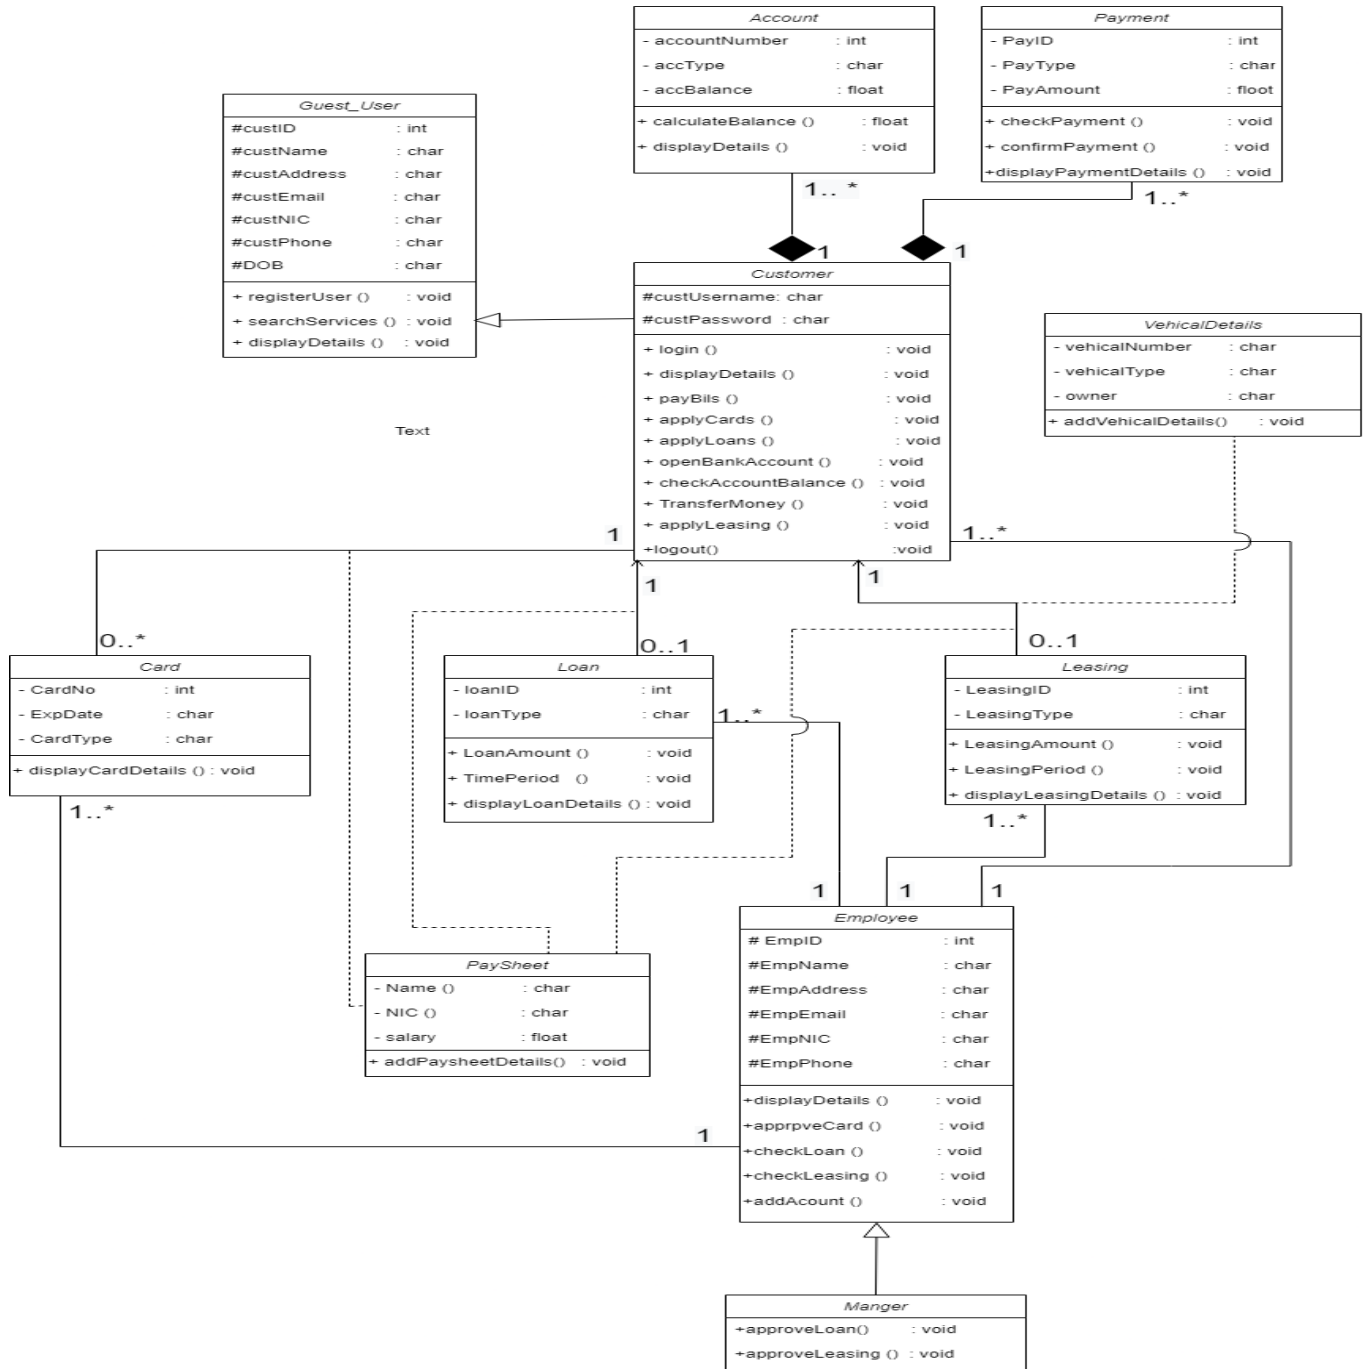 Account
- accountNumber : int
- accType : char
- accBalance : float
+ calculateBalance () : float
+ displayDetails () : void
1.. *
1
Payment
- PayID : int
- PayType : char
- PayAmount : floot
+ checkPayment () : void
+ confirmPayment () : void
+displayPaymentDetails () : void
1..*
1
Guest_User
#custID : int
#custName : char
#custAddress : char
#custEmail : char
#custNIC : char
#custPhone : char
#DOB : char
+ registerUser () : void
+ searchServices () : void
+ displayDetails () : void
Text
Customer
#custUsername: char
#custPassword : char
+ login () : void
+ displayDetails () : void
+ payBils () : void
+ applyCards () : void
+ applyLoans () : void
+ openBankAccount () : void
+ checkAccountBalance () : void
+ TransferMoney () : void
+ applyLeasing () : void
+logout() :void
VehicalDetails
- vehicalNumber : char
- vehicalType : char
- owner : char
+ addVehicalDetails() : void
1
1
1
1..*
0..*
0..1
0..1
Card
- CardNo : int
- ExpDate : char
- CardType : char
+ displayCardDetails () : void
1..*
Loan
- loanID : int
- loanType : char
+ LoanAmount () : void
+ TimePeriod () : void
+ displayLoanDetails () : void
1..*
Leasing
- LeasingID : int
- LeasingType : char
+ LeasingAmount () : void
+ LeasingPeriod () : void
+ displayLeasingDetails () : void
1..*
1
1
1
1
PaySheet
- Name () : char
- NIC () : char
- salary : float
+ addPaysheetDetails() : void
Employee
# EmpID : int
#EmpName : char
#EmpAddress : char
#EmpEmail : char
#EmpNIC : char
#EmpPhone : char
+displayDetails () : void
+apprpveCard () : void
+checkLoan () : void
+checkLeasing () : void
+addAcount () : void
Manger
+approveLoan() : void
+approveLeasing () : void